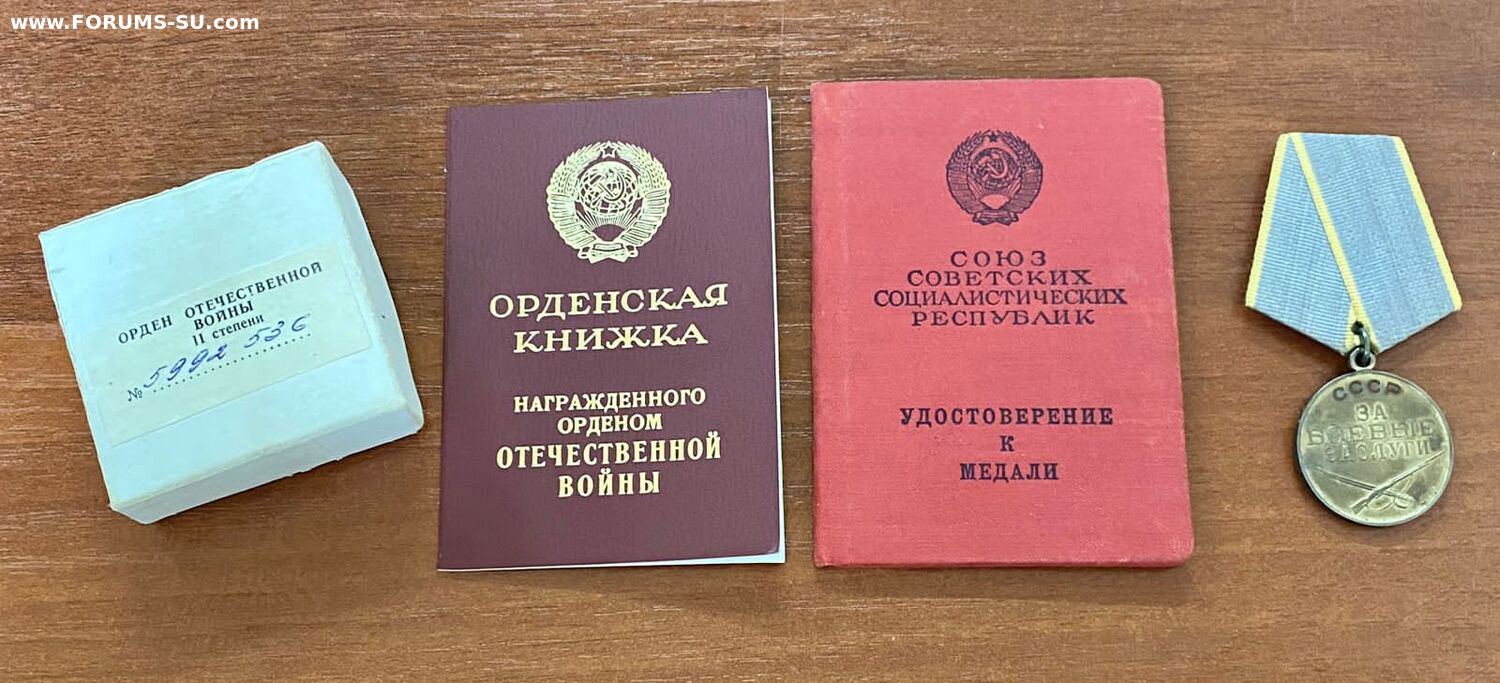 www.FORUMS-SU.com
ОРДЕН ОТЕЧЕСТВЕННОЙ
ВОЙНЫ
II степени
№ 5992 536
ОРДЕНСКАЯ
КНИЖКА
НАГРАЖДЕННОГО
ОРДЕНОМ
ОТЕЧЕСТВЕННОЙ
ВОЙНЫ
СОЮЗ
СОВЕТСКИХ
СОЦИАЛИСТИЧЕСКИХ
РЕСПУБЛИК
УДОСТОВЕРЕНИЕ
К
МЕДАЛИ
СССР
ЗА
БОЕВЫЕ
ЗАСЛУГИ